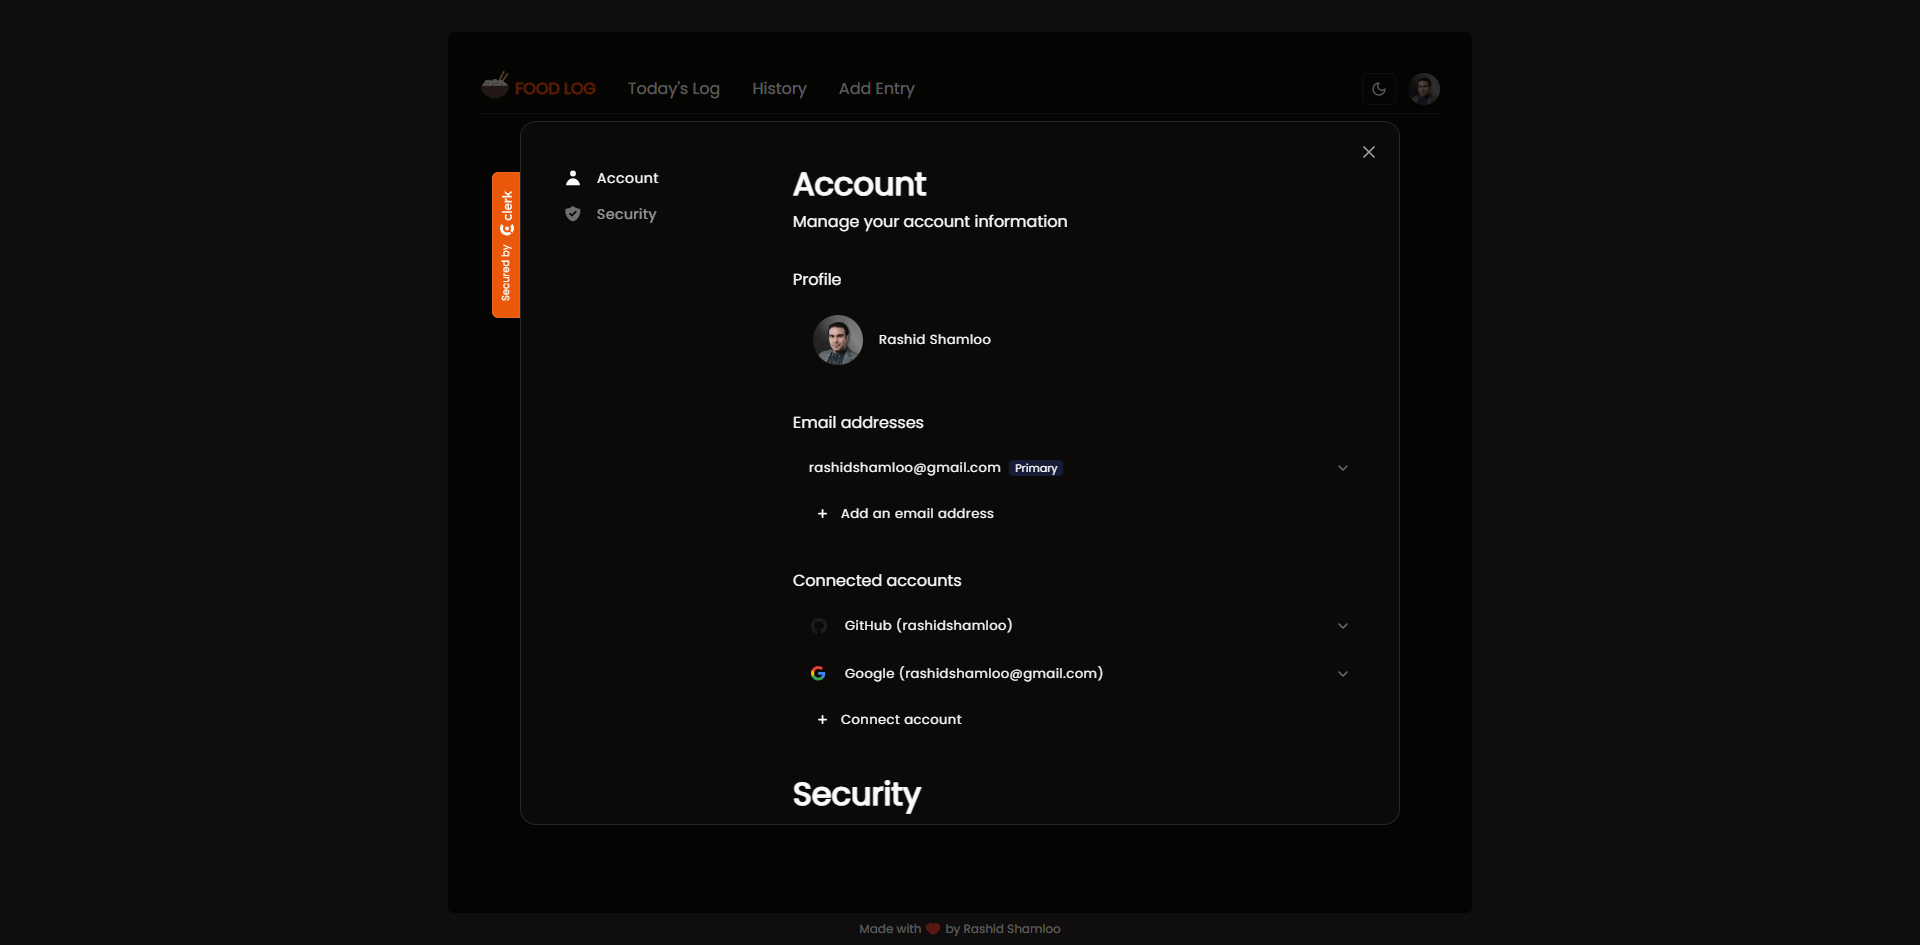 FOOD LOG
Today's Log
History
Add Entry
Secured by clerk
Account
Security
Account
Manage your account information
Profile
Rashid Shamloo
Email addresses
rashidshamloo@gmail.com Primary
+ Add an email address
Connected accounts
GitHub (rashidshamloo)
Google (rashidshamloo@gmail.com)
+ Connect account
Security
Made with ❤ by Rashid Shamloo